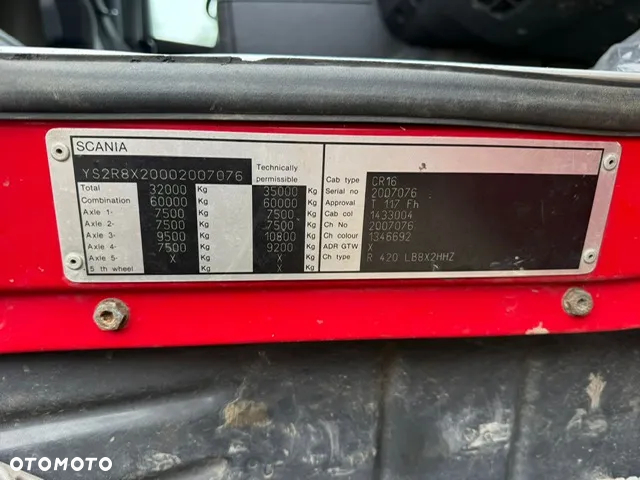 SCANIA
YS2R8X20002007076 Technically permissible
Total 32000 Kg 35000 Kg
Combination 60000 Kg 60000 Kg
Axle 1- 7500 Kg 7500 Kg
Axle 2- 7500 Kg 7500 Kg
Axle 3- 9500 Kg 10800 Kg
Axle 4- 7500 Kg 9200 Kg
Axle 5- X Kg X Kg
5 th wheel X Kg X Kg
Cab type CR16
Serial no 2007076
Approval T 117 Fh
Cab col 1433004
Ch No 2007076
Ch colour 1346692
ADR GTW X
Ch type R 420 LB8X2HHZ
OTOMOTO